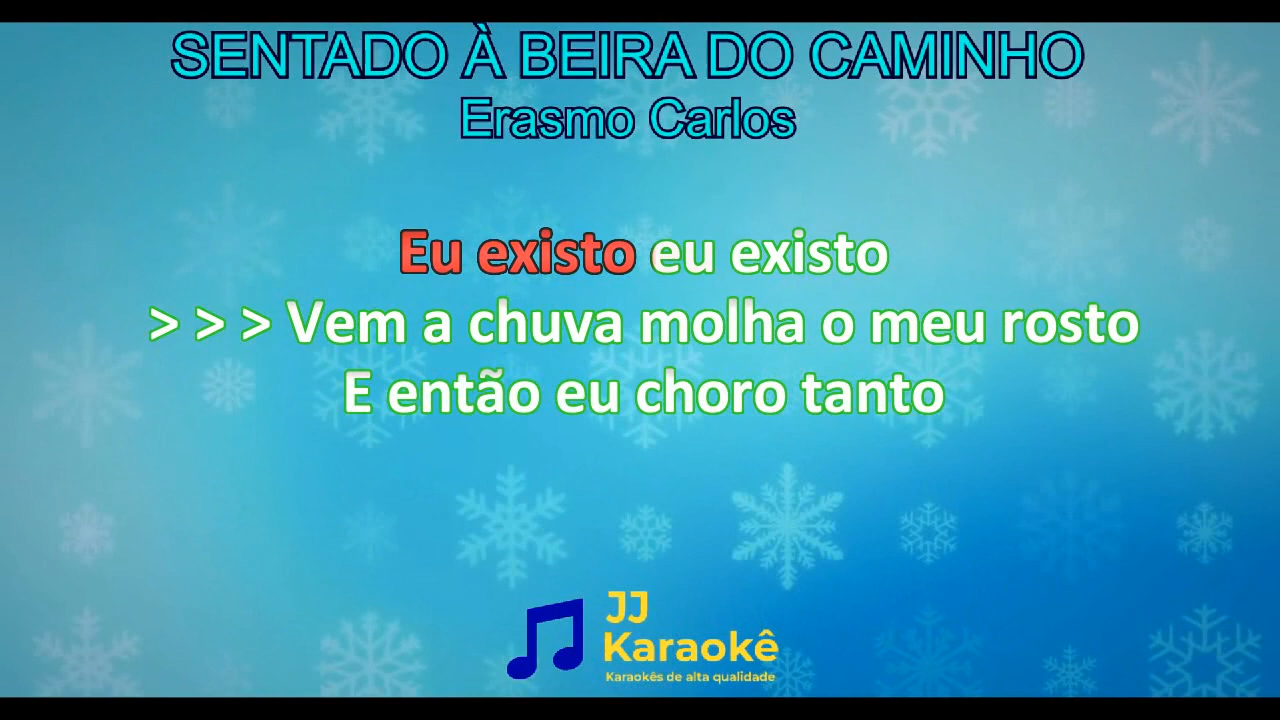 SENTADO À BEIRA DO CAMINHO
Erasmo Carlos
Eu existo eu existo
> > > Vem a chuva molha o meu rosto
E então eu choro tanto
JJ
Karaokê
Karaokês de alta qualidade